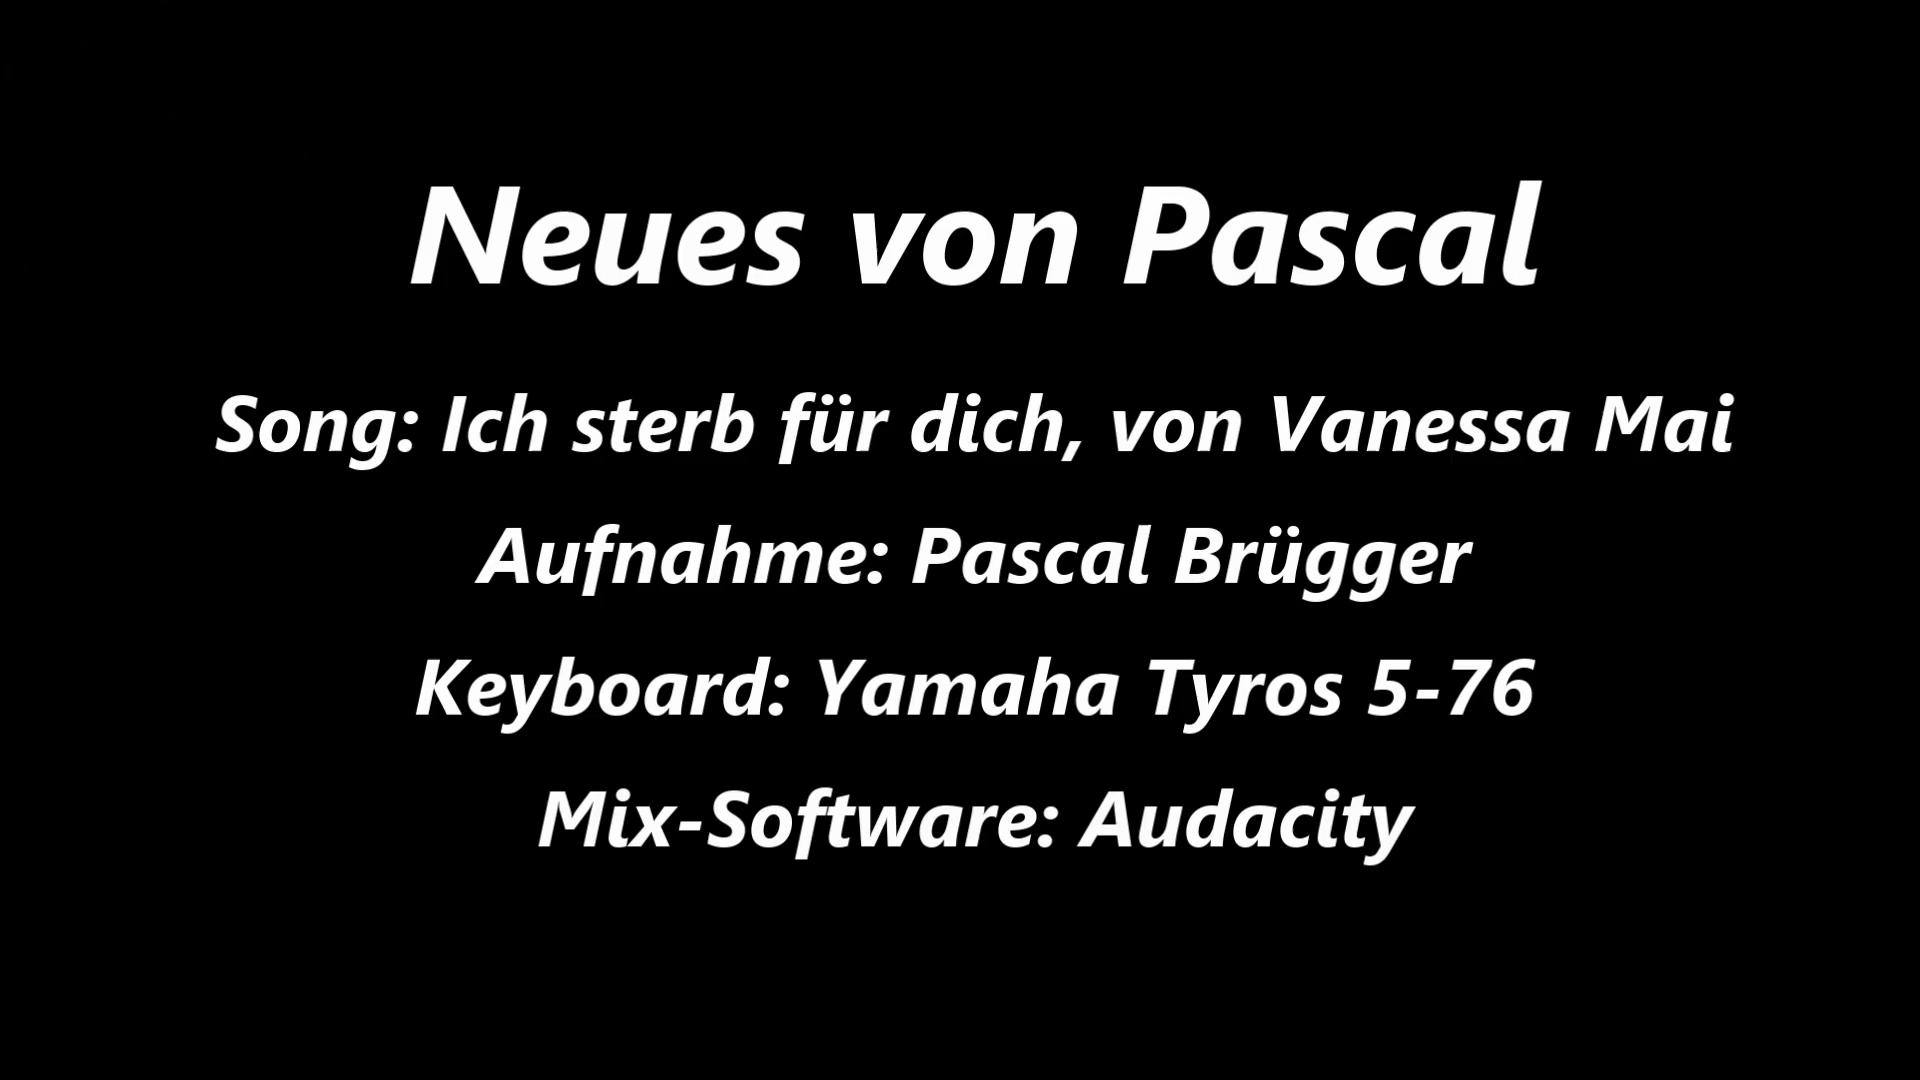 Neues von Pascal
Song: Ich sterb für dich, von Vanessa Mai
Aufnahme: Pascal Brügger
Keyboard: Yamaha Tyros 5-76
Mix-Software: Audacity